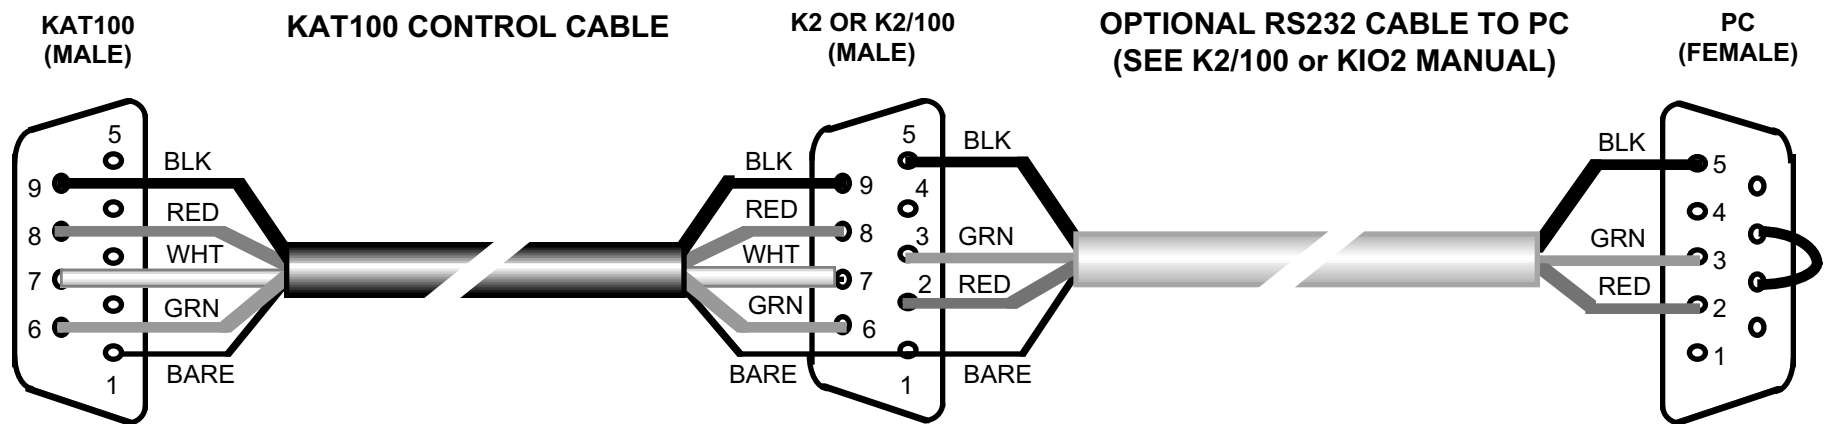 KAT100
(MALE)
KAT100 CONTROL CABLE
K2 OR K2/100
(MALE)
OPTIONAL RS232 CABLE TO PC
(SEE K2/100 or KIO2 MANUAL)
PC
(FEMALE)
5
9
8
7
6
1
BLK
RED
WHT
GRN
BARE
BLK
RED
WHT
GRN
BARE
9
8
7
6
5
4
3
2
1
BLK
GRN
RED
BARE
BLK
GRN
RED
5
4
3
2
1